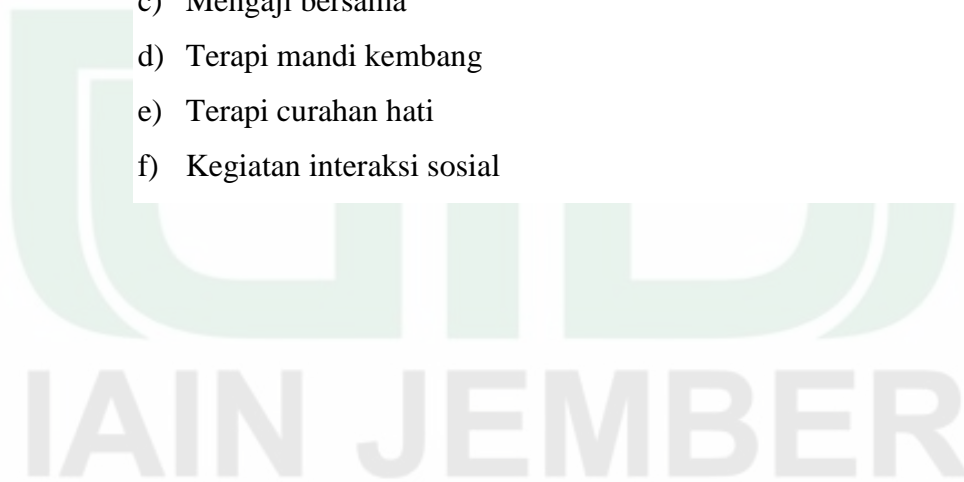 c) Mengaji bersama
d) Terapi mandi kembang
e) Terapi curahan hati
f) Kegiatan interaksi sosial
IAIN JEMBER